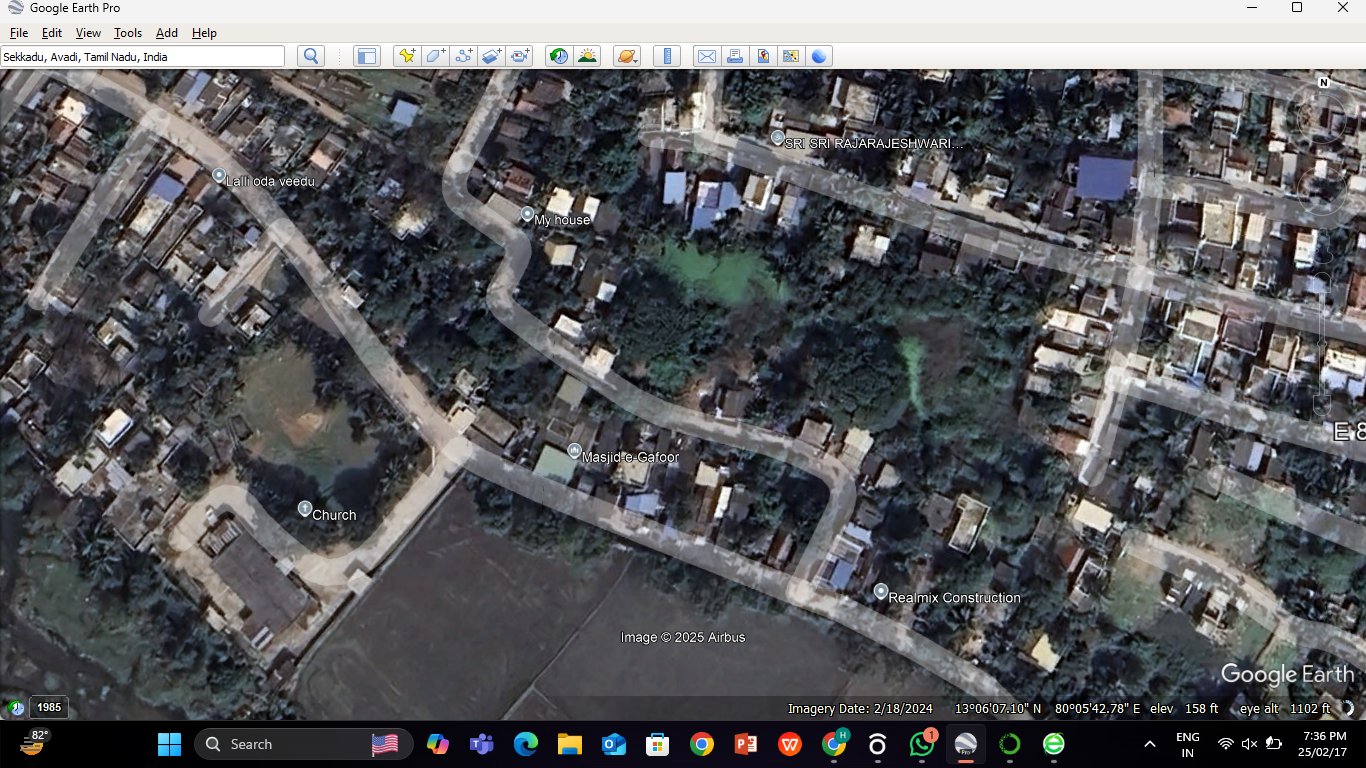 Google Earth Pro
File Edit View Tools Add Help
Sekkadu, Avadi, Tamil Nadu, India
N
SRI SRI RAJARAJESHWARI...
Lalli oda veedu
My house
E 8
Masjid-e-Gafoor
Church
Realmix Construction
Image © 2025 Airbus
Google Earth
1985
Imagery Date: 2/18/2024 13°06'07.10" N 80°05'42.78" E elev 158 ft eye alt 1102 ft
82°
Search
H
1
Pro
ENG
IN
7:36 PM
25/02/17